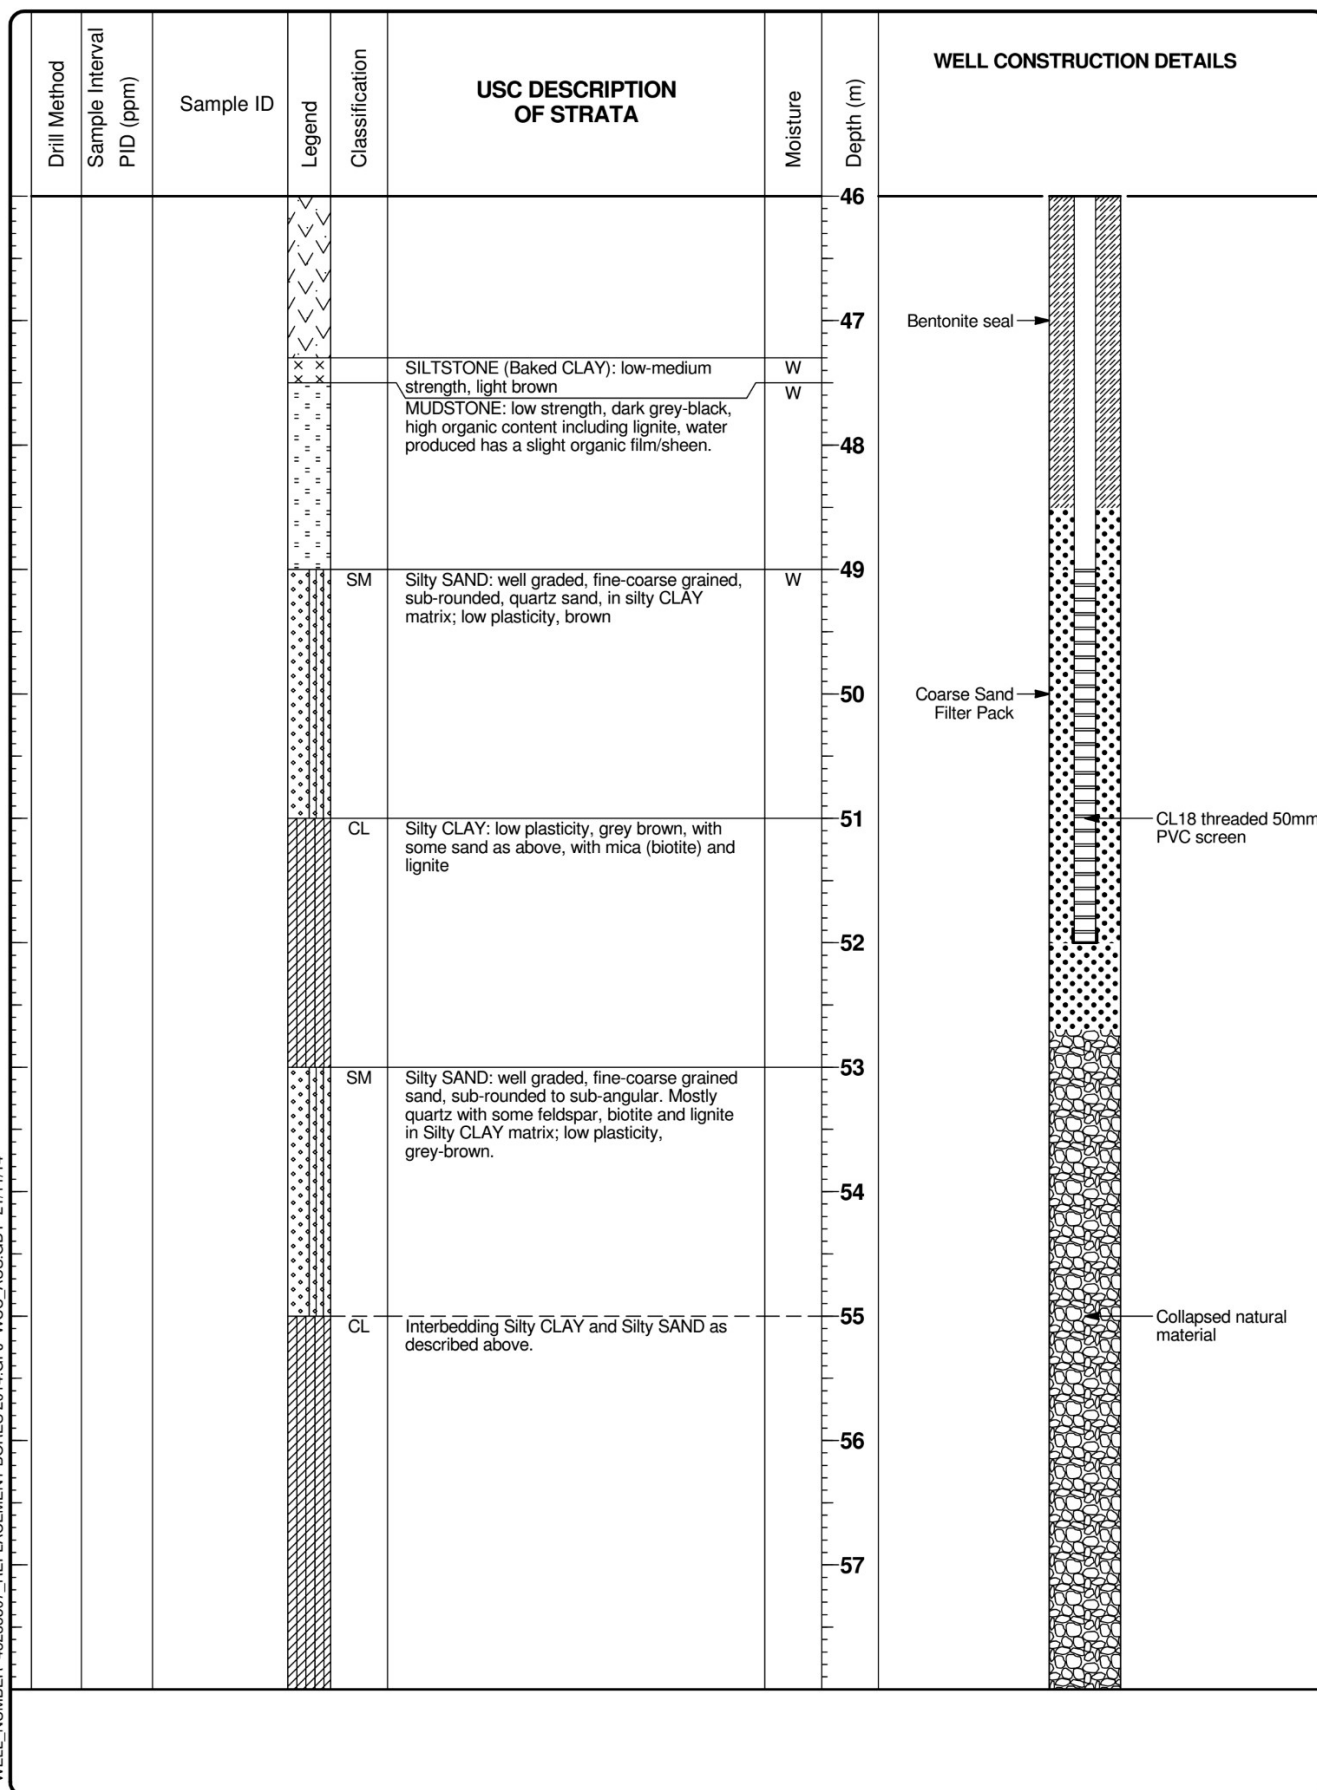 Drill Method
Sample Interval
PID (ppm)
Sample ID
Legend
Classification
USC DESCRIPTION
OF STRATA
Moisture
Depth (m)
WELL CONSTRUCTION DETAILS
46
47
Bentonite seal
SILTSTONE (Baked CLAY): low-medium
strength, light brown
W
W
MUDSTONE: low strength, dark grey-black,
high organic content including lignite, water
produced has a slight organic film/sheen.
48
49
SM
Silty SAND: well graded, fine-coarse grained,
sub-rounded, quartz sand, in silty CLAY
matrix; low plasticity, brown
W
50
Coarse Sand
Filter Pack
51
CL
Silty CLAY: low plasticity, grey brown, with
some sand as above, with mica (biotite) and
lignite
CL18 threaded 50mm
PVC screen
52
53
SM
Silty SAND: well graded, fine-coarse grained
sand, sub-rounded to sub-angular. Mostly
quartz with some feldspar, biotite and lignite
in Silty CLAY matrix; low plasticity,
grey-brown.
54
55
CL
Interbedding Silty CLAY and Silty SAND as
described above.
Collapsed natural
material
56
57